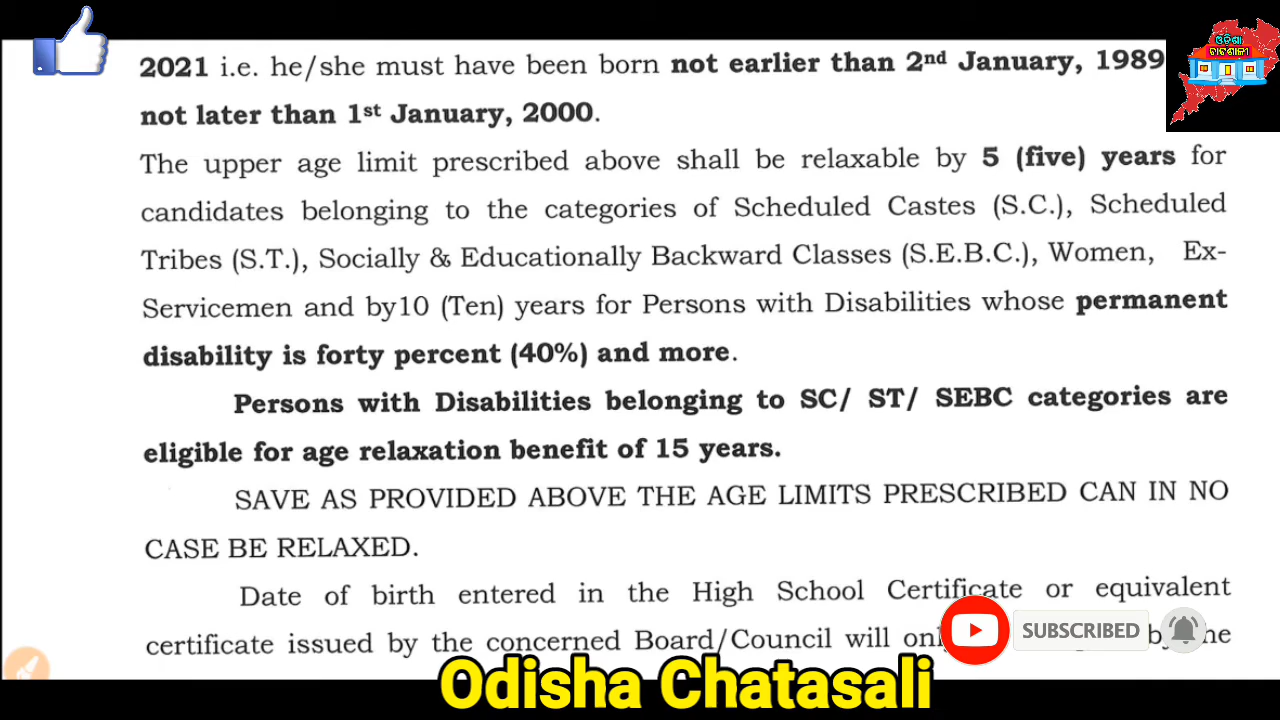 2021 i.e. he/she must have been born not earlier than 2nd January, 1989
not later than 1st January, 2000.
The upper age limit prescribed above shall be relaxable by 5 (five) years for
candidates belonging to the categories of Scheduled Castes (S.C.), Scheduled
Tribes (S.T.), Socially & Educationally Backward Classes (S.E.B.C.), Women, Ex-
Servicemen and by10 (Ten) years for Persons with Disabilities whose permanent
disability is forty percent (40%) and more.
Persons with Disabilities belonging to SC/ ST/ SEBC categories are
eligible for age relaxation benefit of 15 years.
SAVE AS PROVIDED ABOVE THE AGE LIMITS PRESCRIBED CAN IN NO
CASE BE RELAXED.
Date of birth entered in the High School Certificate or equivalent
certificate issued by the concerned Board/Council will
SUBSCRIBED
Odisha Chatasali
ଓଡ଼ିଶା
ଚାଟଶାଳୀ